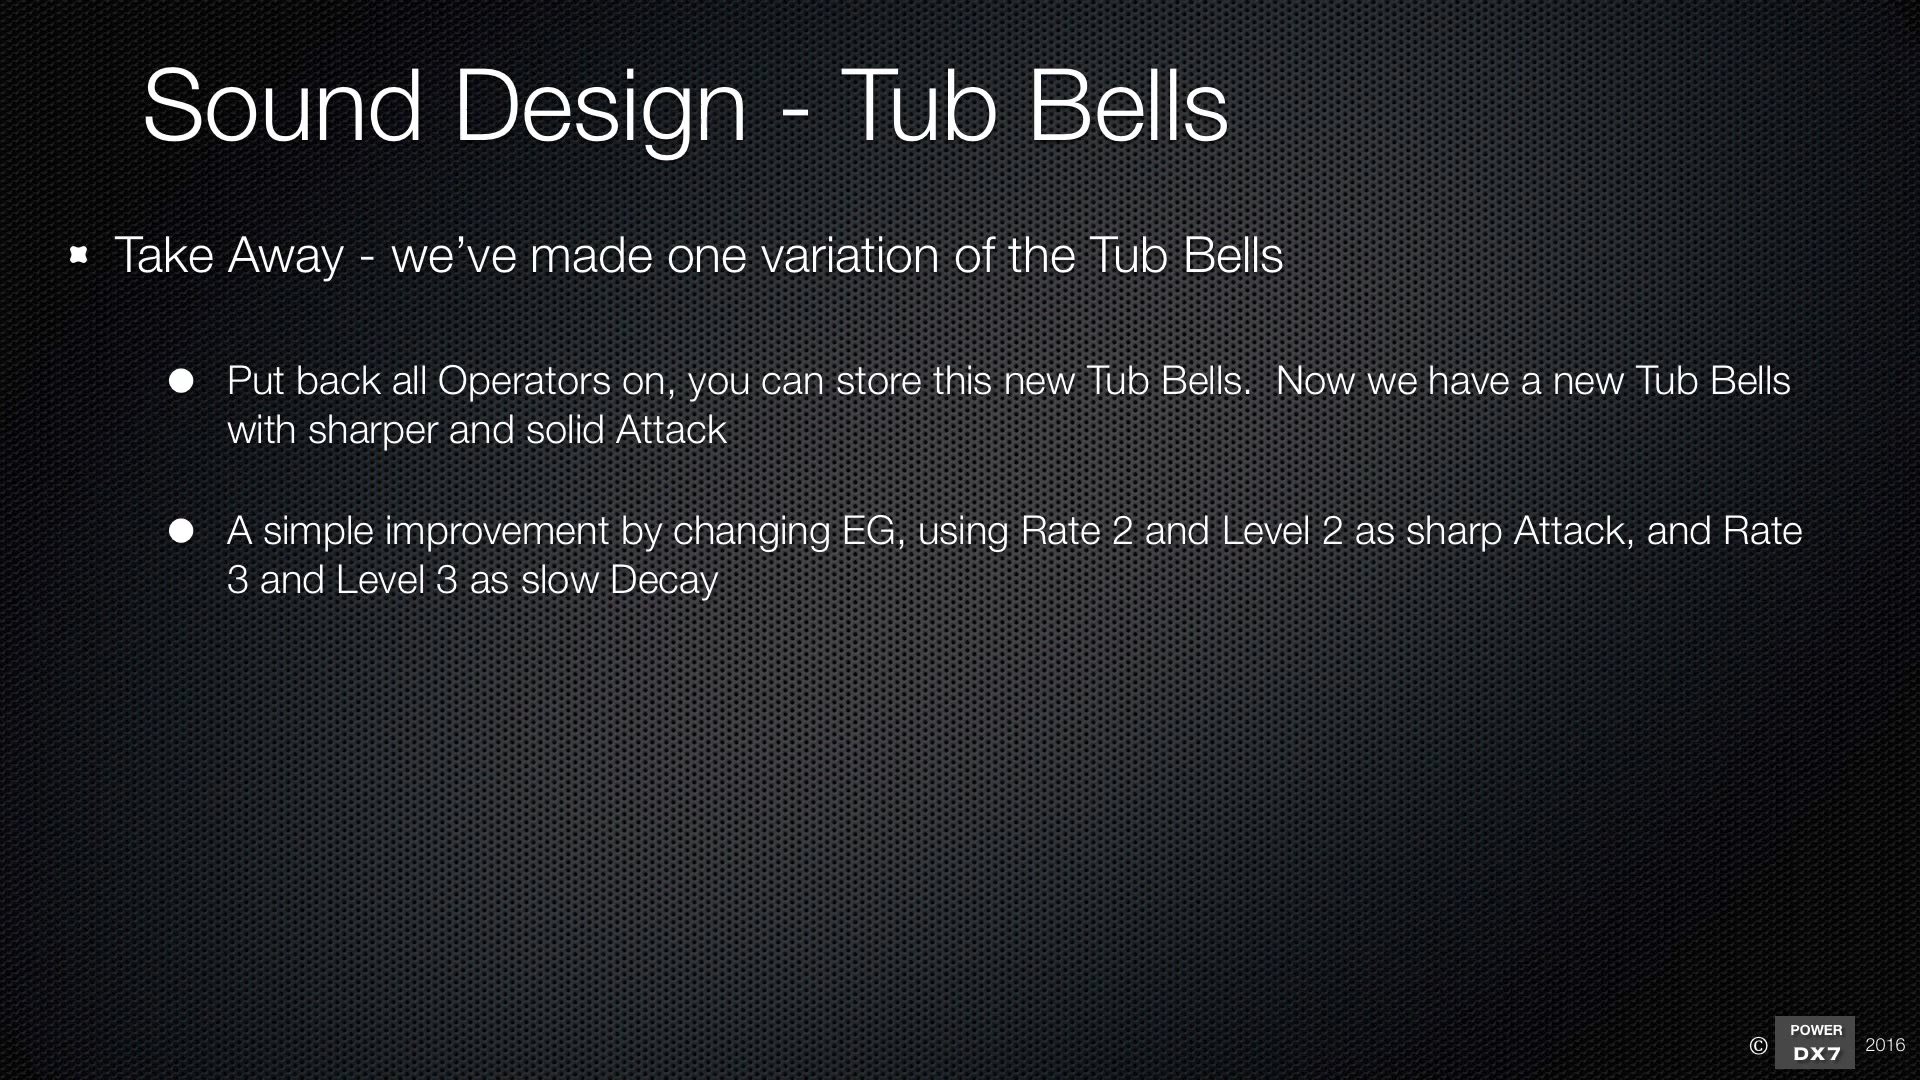 Sound Design - Tub Bells
Take Away - we’ve made one variation of the Tub Bells
Put back all Operators on, you can store this new Tub Bells.  Now we have a new Tub Bells
with sharper and solid Attack
A simple improvement by changing EG, using Rate 2 and Level 2 as sharp Attack, and Rate
3 and Level 3 as slow Decay
© POWER DX7 2016